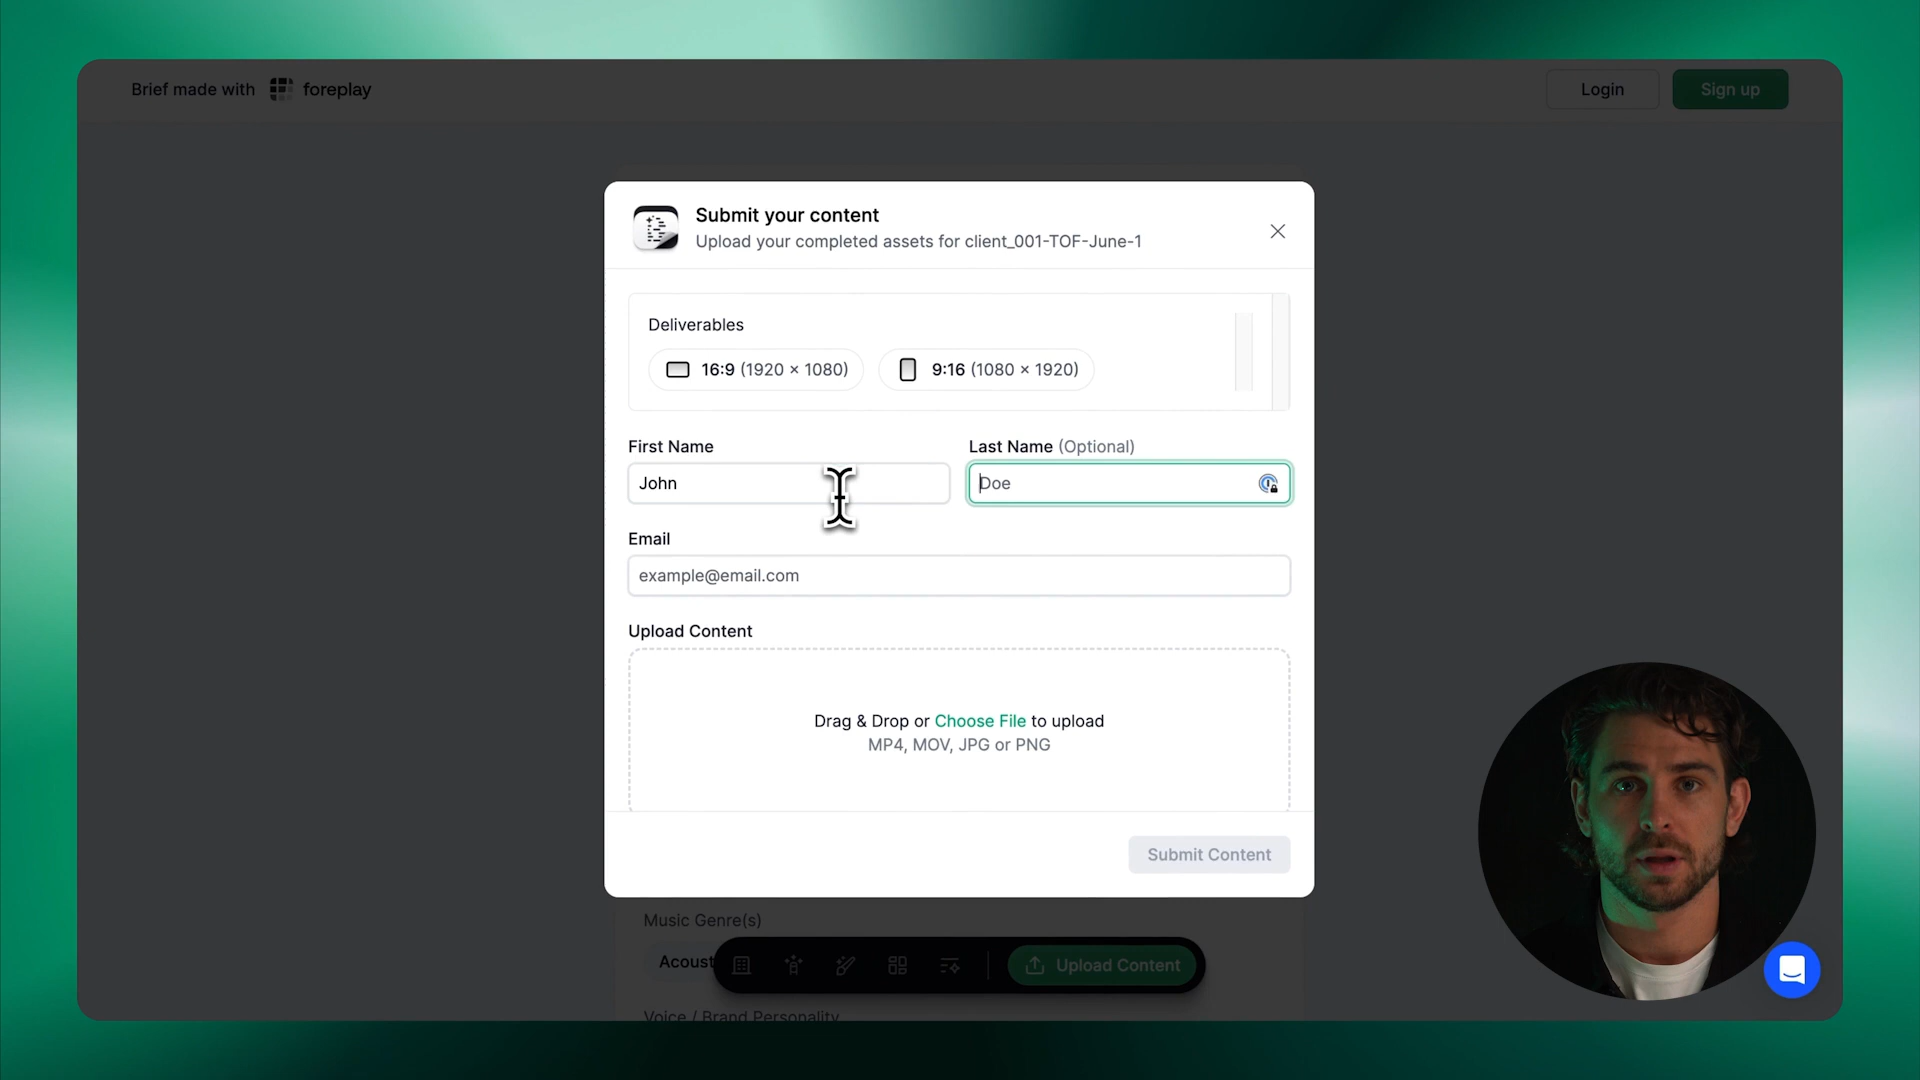 Brief made with foreplay
Login
Sign up
Submit your content
Upload your completed assets for client_001-TOF-June-1
Deliverables
16:9 (1920 × 1080)
9:16 (1080 × 1920)
First Name
Last Name (Optional)
John
Doe
Email
example@email.com
Upload Content
Drag & Drop or Choose File to upload
MP4, MOV, JPG or PNG
Submit Content
Music Genre(s)
Acoust
Upload Content
Voice / Brand Personality